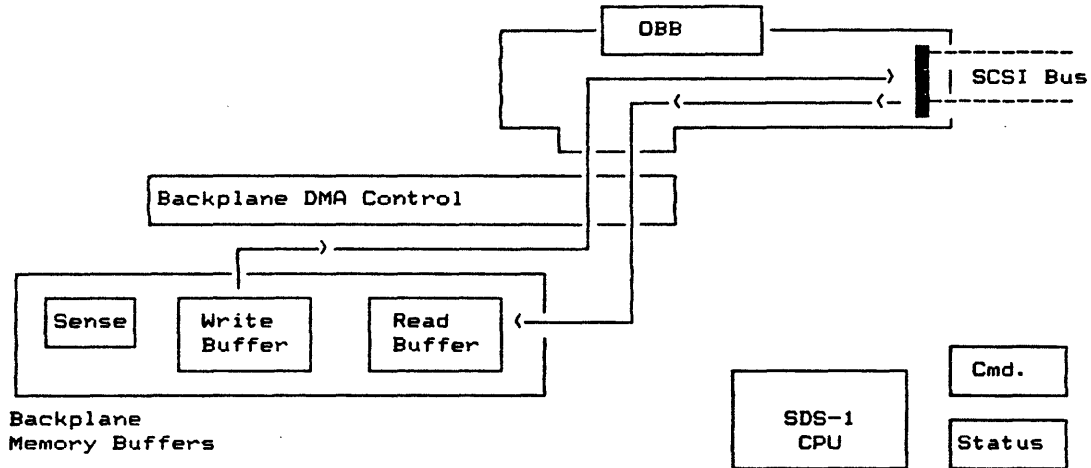 OBB
SCSI Bus
Backplane DMA Control
Sense
Write
Buffer
Read
Buffer
Cmd.
Backplane
Memory Buffers
SDS-1
CPU
Status